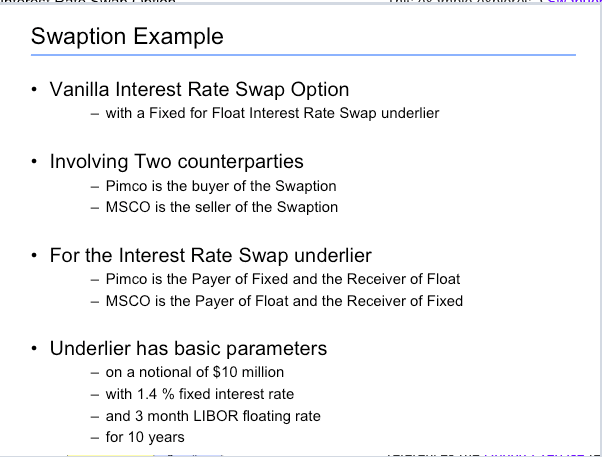 Swaption Example
• Vanilla Interest Rate Swap Option
– with a Fixed for Float Interest Rate Swap underlier
• Involving Two counterparties
– Pimco is the buyer of the Swaption
– MSCO is the seller of the Swaption
• For the Interest Rate Swap underlier
– Pimco is the Payer of Fixed and the Receiver of Float
– MSCO is the Payer of Float and the Receiver of Fixed
• Underlier has basic parameters
– on a notional of $10 million
– with 1.4 % fixed interest rate
– and 3 month LIBOR floating rate
– for 10 years